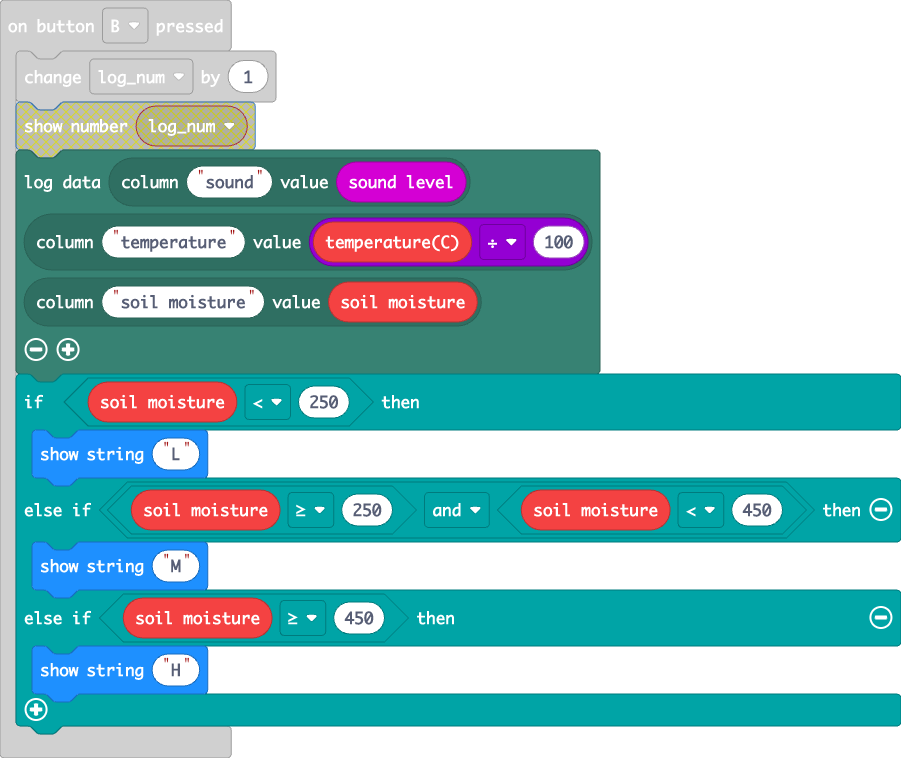 on button B pressed
change log_num by 1
show number log_num
log data column "sound" value sound level
column "temperature" value temperature(C) ÷ 100
column "soil moisture" value soil moisture
if soil moisture < 250 then
show string "L"
else if soil moisture ≥ 250 and soil moisture < 450 then
show string "M"
else if soil moisture ≥ 450 then
show string "H"